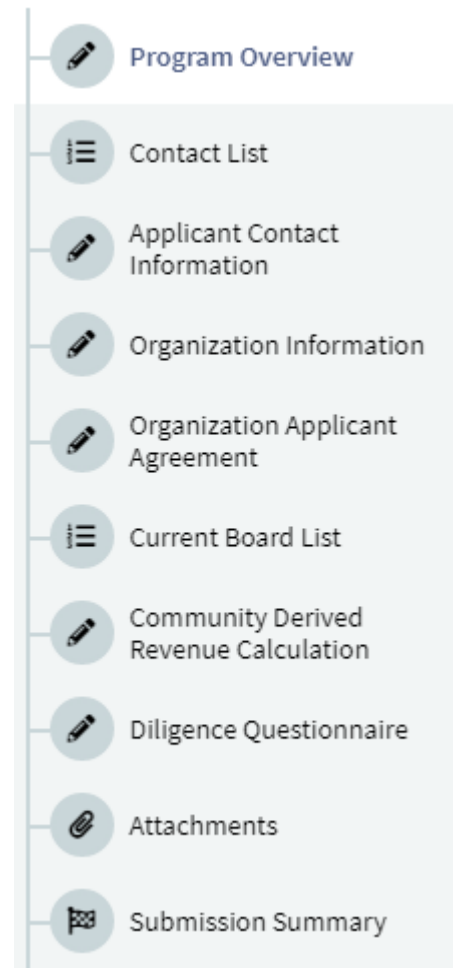 Program Overview
Contact List
Applicant Contact
Information
Organization Information
Organization Applicant
Agreement
Current Board List
Community Derived
Revenue Calculation
Diligence Questionnaire
Attachments
Submission Summary